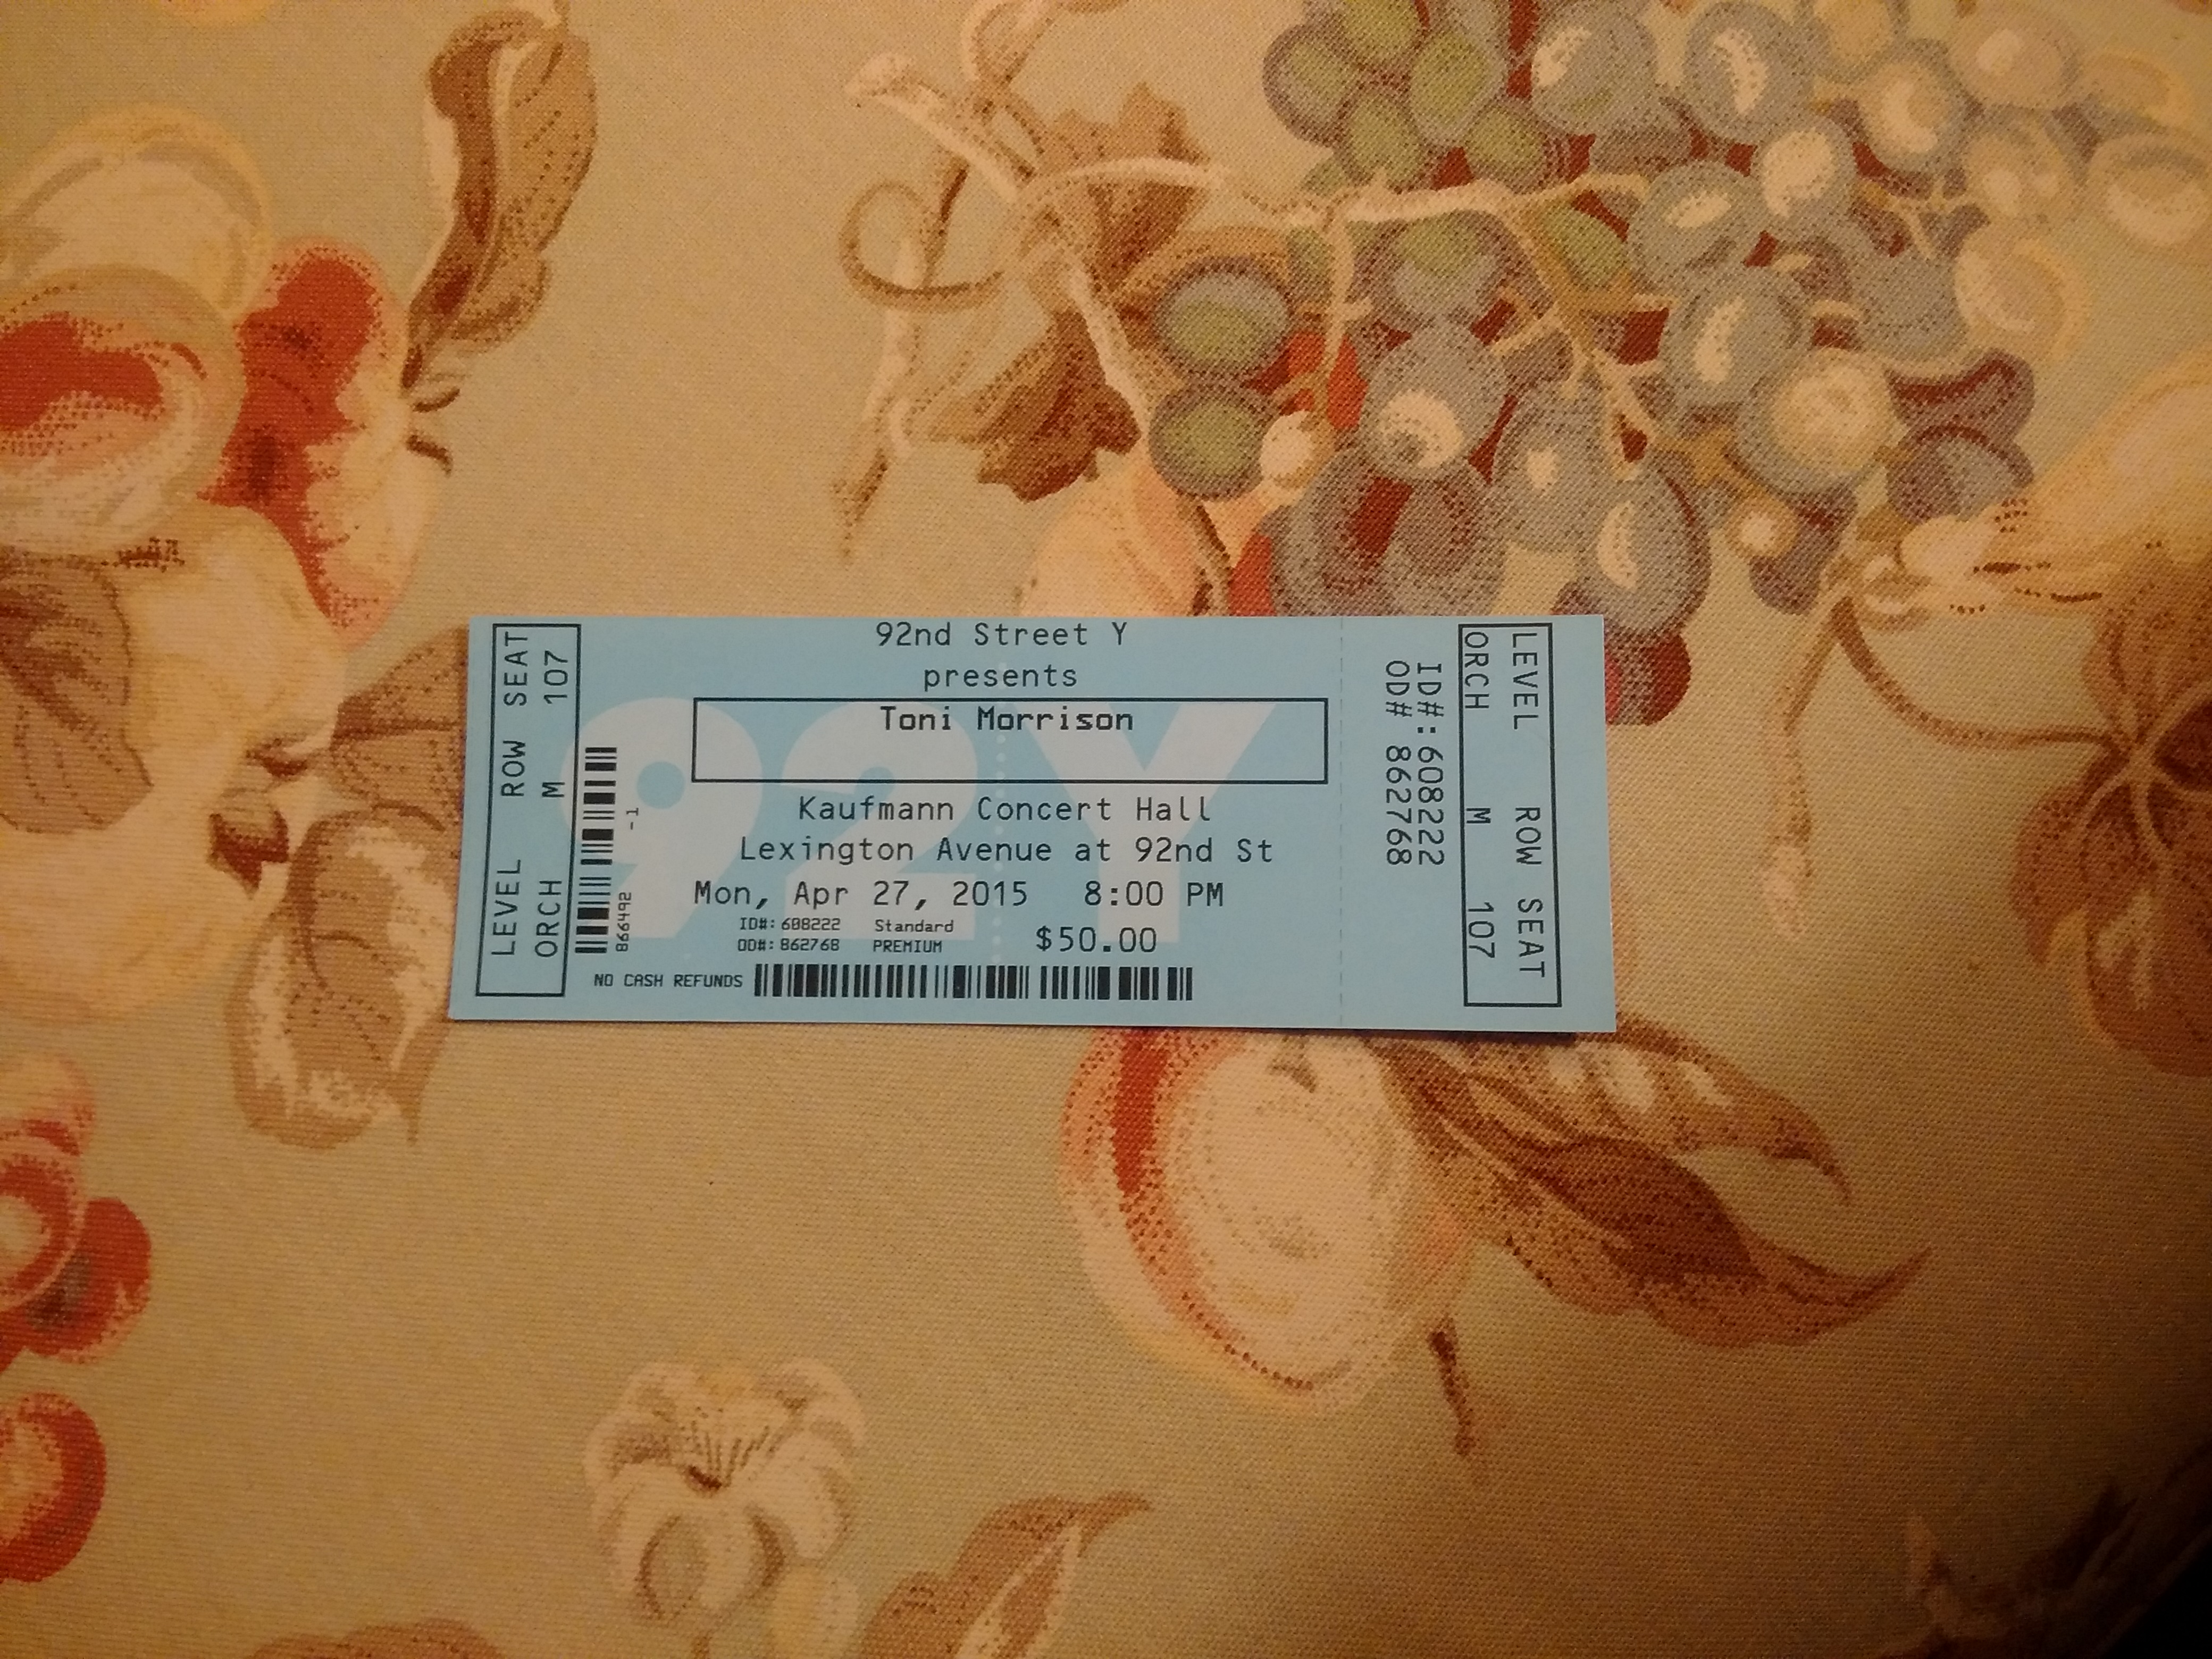 LEVEL ROW SEAT
ORCH M 107
866492 -1
92nd Street Y
presents
Toni Morrison
92Y
Kaufmann Concert Hall
Lexington Avenue at 92nd St
Mon, Apr 27, 2015 8:00 PM
ID#: 608222 Standard
OD#: 862768 PREMIUM
$50.00
NO CASH REFUNDS
ID#: 608222
OD# 862768
LEVEL ROW SEAT
ORCH M 107